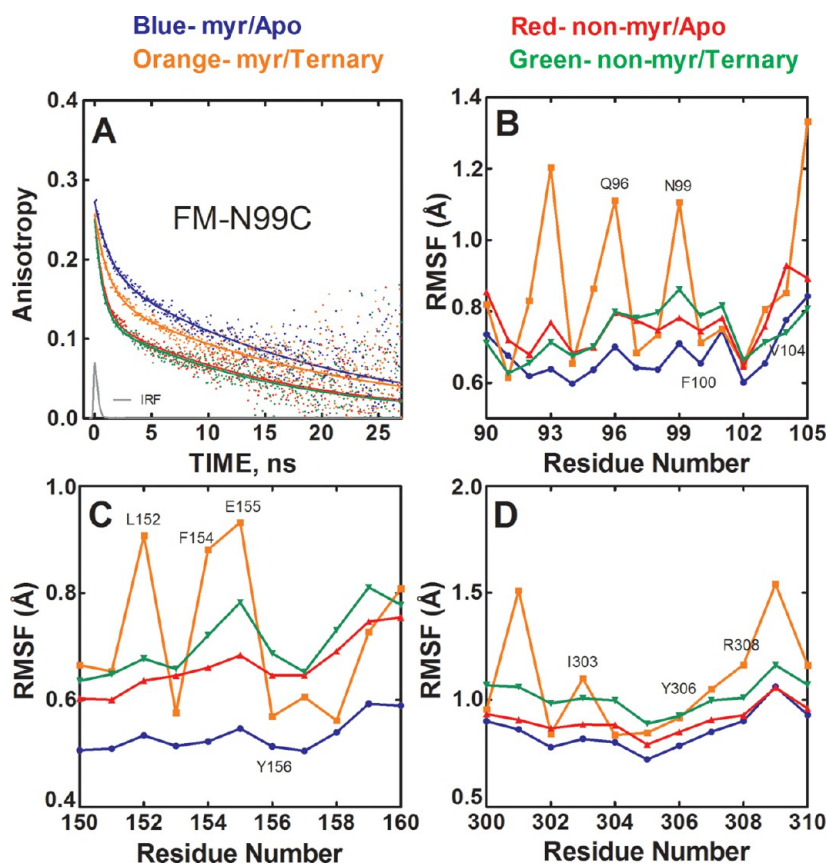 Blue- myr/Apo
Orange- myr/Ternary
Red- non-myr/Apo
Green- non-myr/Ternary
A
FM-N99C
Anisotropy
0.4
0.3
0.2
0.1
0.0
IRF
0 5 10 15 20 25
TIME, ns
B
RMSF (Å)
1.4
1.2
1.0
0.8
0.6
Q96
N99
F100
V104
90 93 96 99 102 105
Residue Number
C
RMSF (Å)
1.0
0.8
0.6
0.4
L152
F154
E155
Y156
150 152 154 156 158 160
Residue Number
D
RMSF (Å)
2.0
1.5
1.0
0.5
I303
Y306
R308
300 302 304 306 308 310
Residue Number